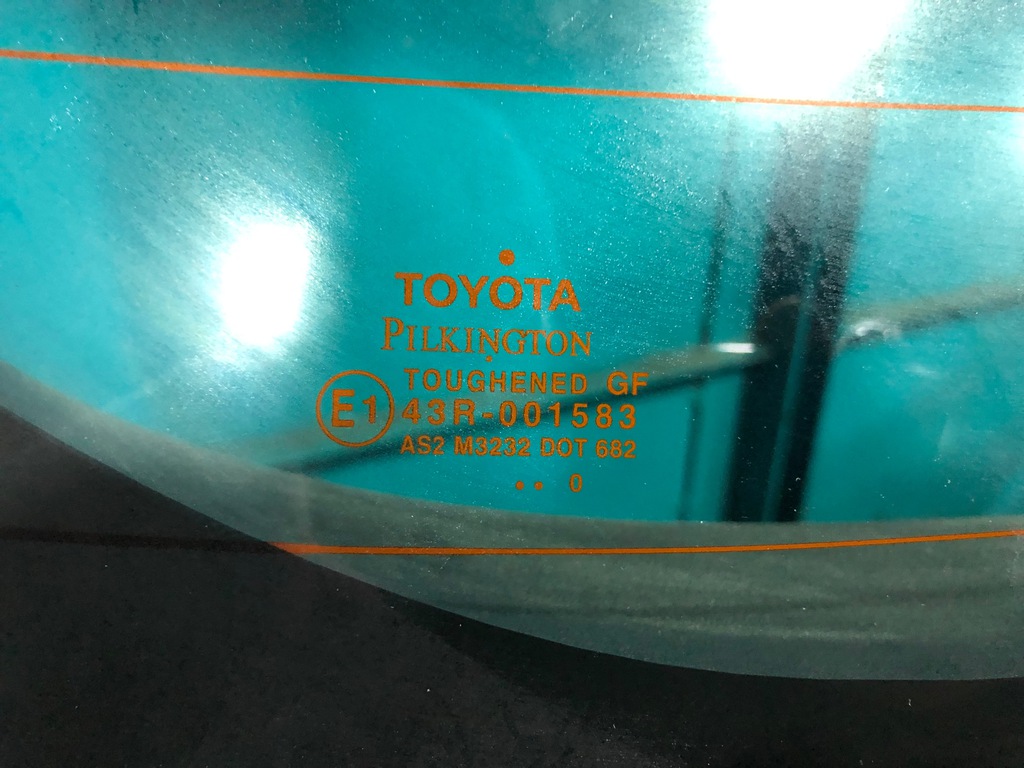 TOYOTA
PILKINGTON
TOUGHENED GF
E1 43R-001583
AS2 M3232 DOT 682
.. 0